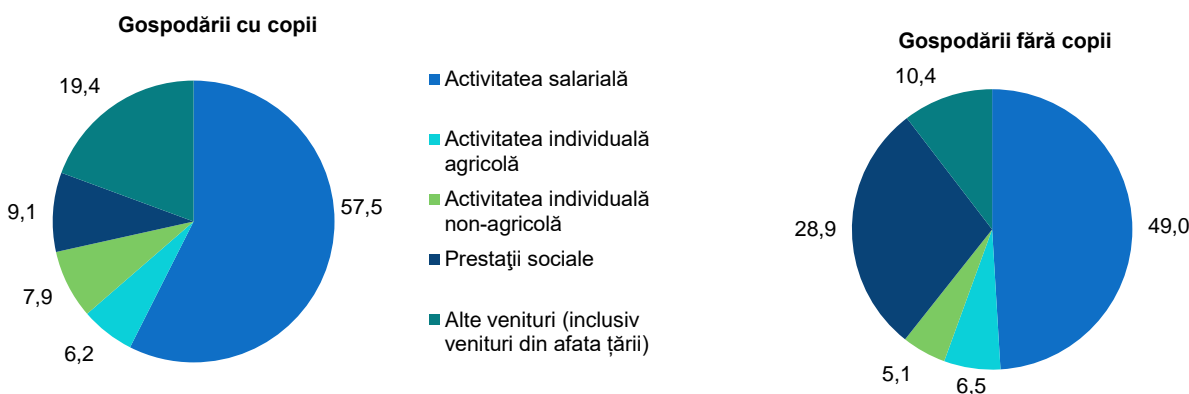 Gospodării cu copii
19,4
57,5
9,1
7,9
6,2
Activitatea salarială
Activitatea individuală
agricolă
Activitatea individuală
non-agricolă
Prestaţii sociale
Alte venituri (inclusiv
venituri din afata țării)
Gospodării fără copii
10,4
28,9
49,0
5,1
6,5